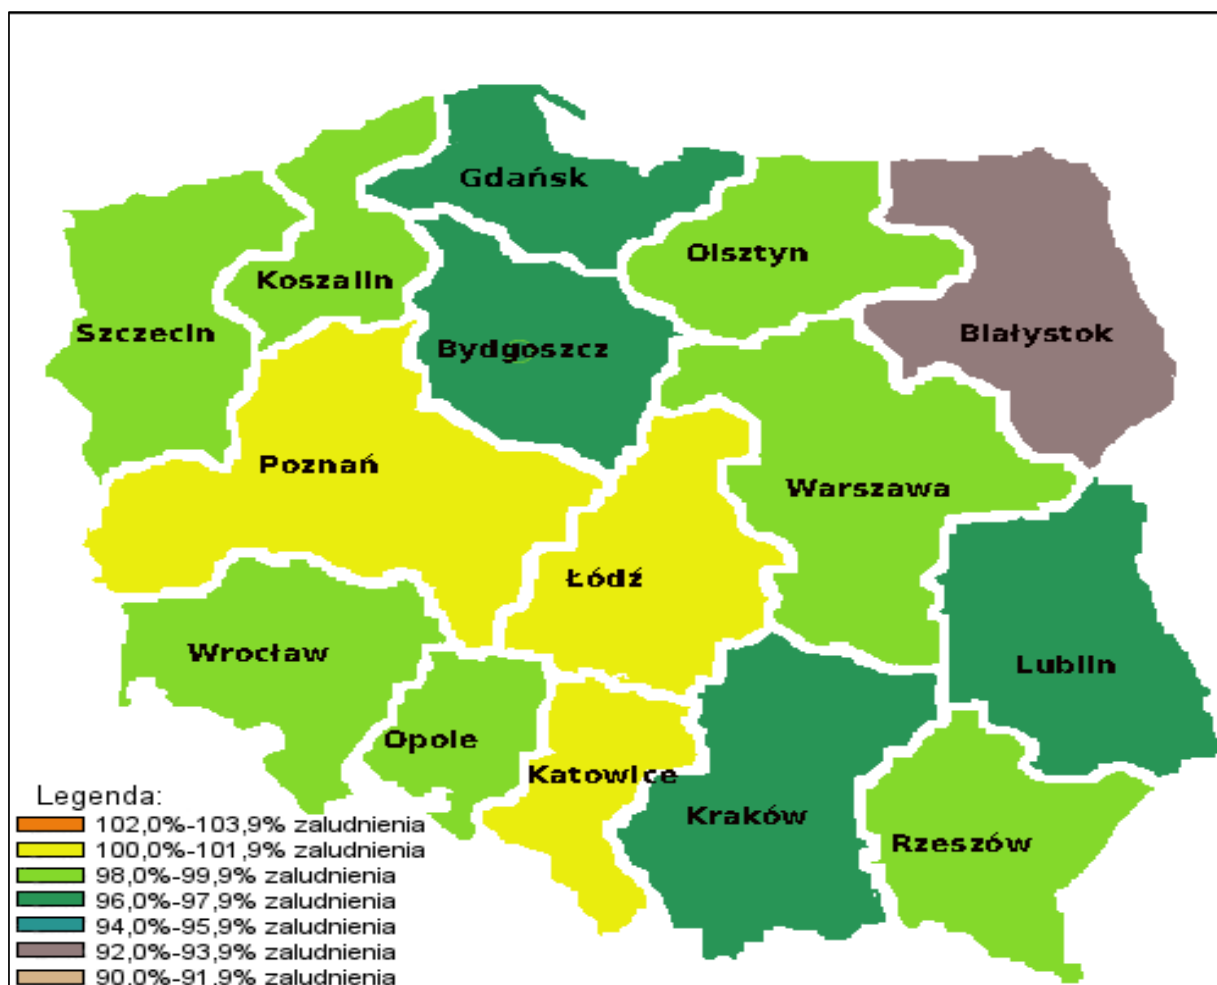 Gdańsk
Olsztyn
Koszalin
Szczecin
Białystok
Bydgoszcz
Poznań
Warszawa
Łódź
Wrocław
Lublin
Opole
Katowice
Kraków
Rzeszów
Legenda:
102,0%-103,9% zaludnienia
100,0%-101,9% zaludnienia
98,0%-99,9% zaludnienia
96,0%-97,9% zaludnienia
94,0%-95,9% zaludnienia
92,0%-93,9% zaludnienia
90,0%-91,9% zaludnienia